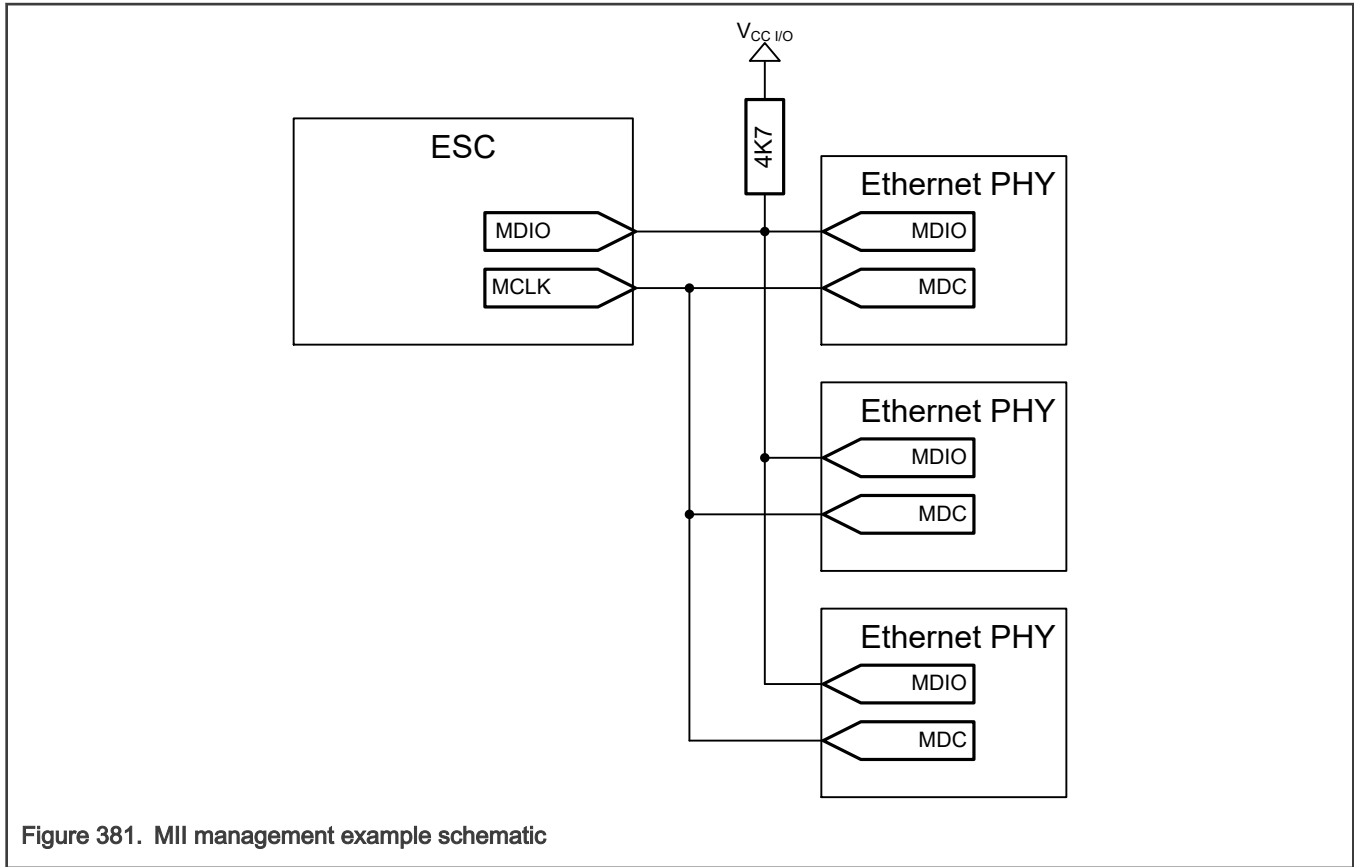 VCC I/O
4K7
ESC
MDIO
MCLK
Ethernet PHY
MDIO
MDC
Ethernet PHY
MDIO
MDC
Ethernet PHY
MDIO
MDC
Figure 381. MII management example schematic